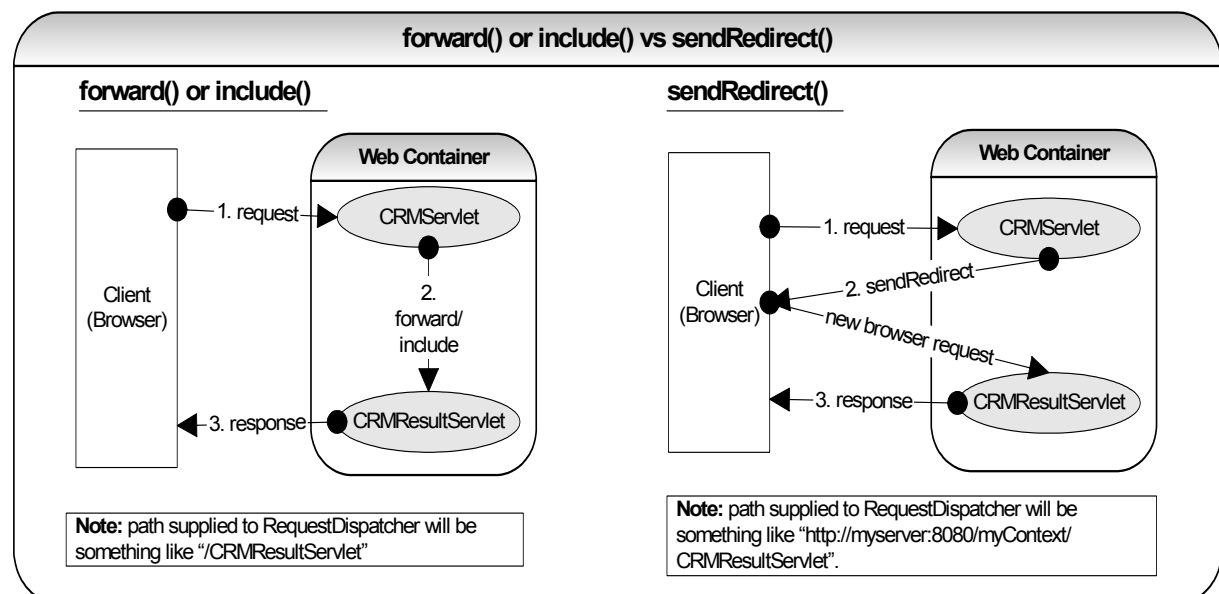 forward() or include() vs sendRedirect()
forward() or include()
Web Container
Client
(Browser)
1. request
CRMServlet
2.
forward/
include
3. response
CRMResultServlet
Note: path supplied to RequestDispatcher will be
something like “/CRMResultServlet”
sendRedirect()
Web Container
Client
(Browser)
1. request
CRMServlet
2. sendRedirect
new browser request
3. response
CRMResultServlet
Note: path supplied to RequestDispatcher will be
something like “http://myserver:8080/myContext/
CRMResultServlet”.